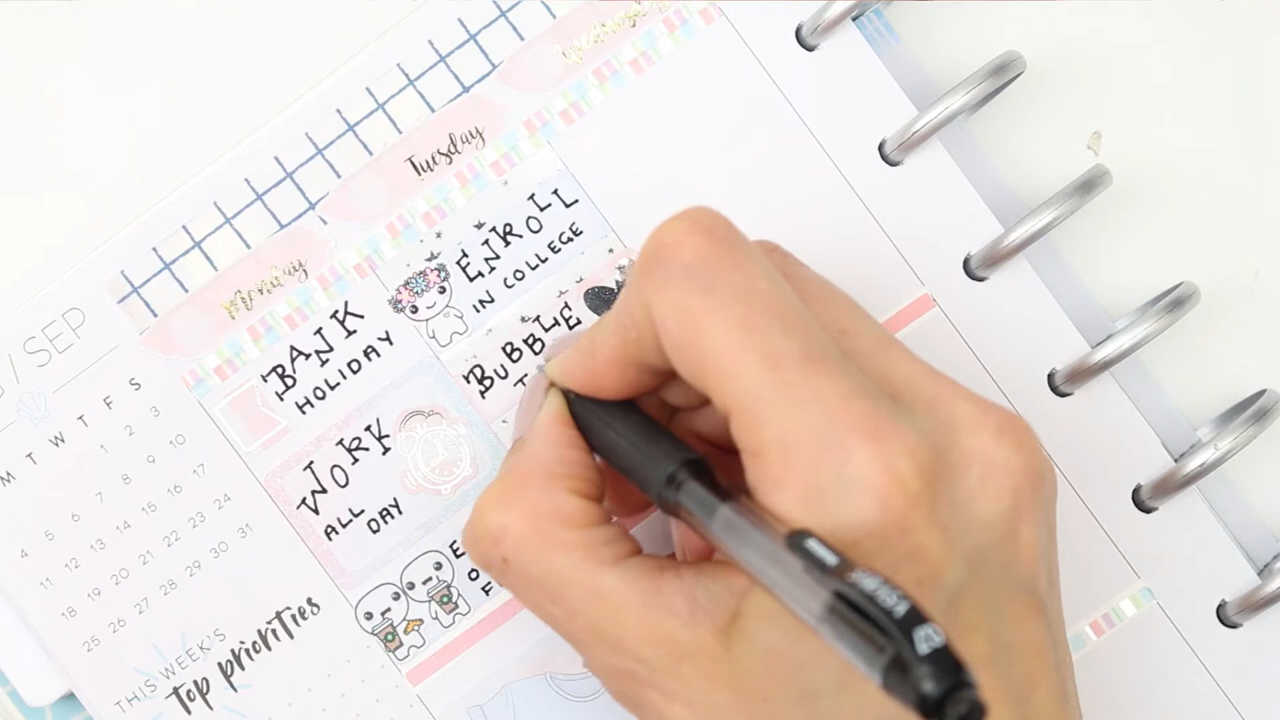 Wednesday
Tuesday
Monday
ENROLL
IN COLLEGE
BANK
HOLIDAY
BUBBLE
WORK
ALL DAY
/SEP
M T W T F S
1 2 3
4 5 6 7 8 9 10
11 12 13 14 15 16 17
18 19 20 21 22 23 24
25 26 27 28 29 30 31
THIS WEEK'S
top priorities